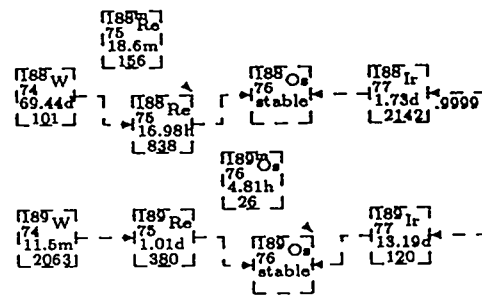 188m Re
75
18.6m
156
188 W
74
69.44d
101
188 Re
75
16.98h
838
188 Os
76
stable
188 Ir
77
1.73d
2142
.9999
189m Os
76
4.81h
26
189 W
74
11.5m
2063
189 Re
75
1.01d
380
189 Os
76
stable
189 Ir
77
13.19d
120